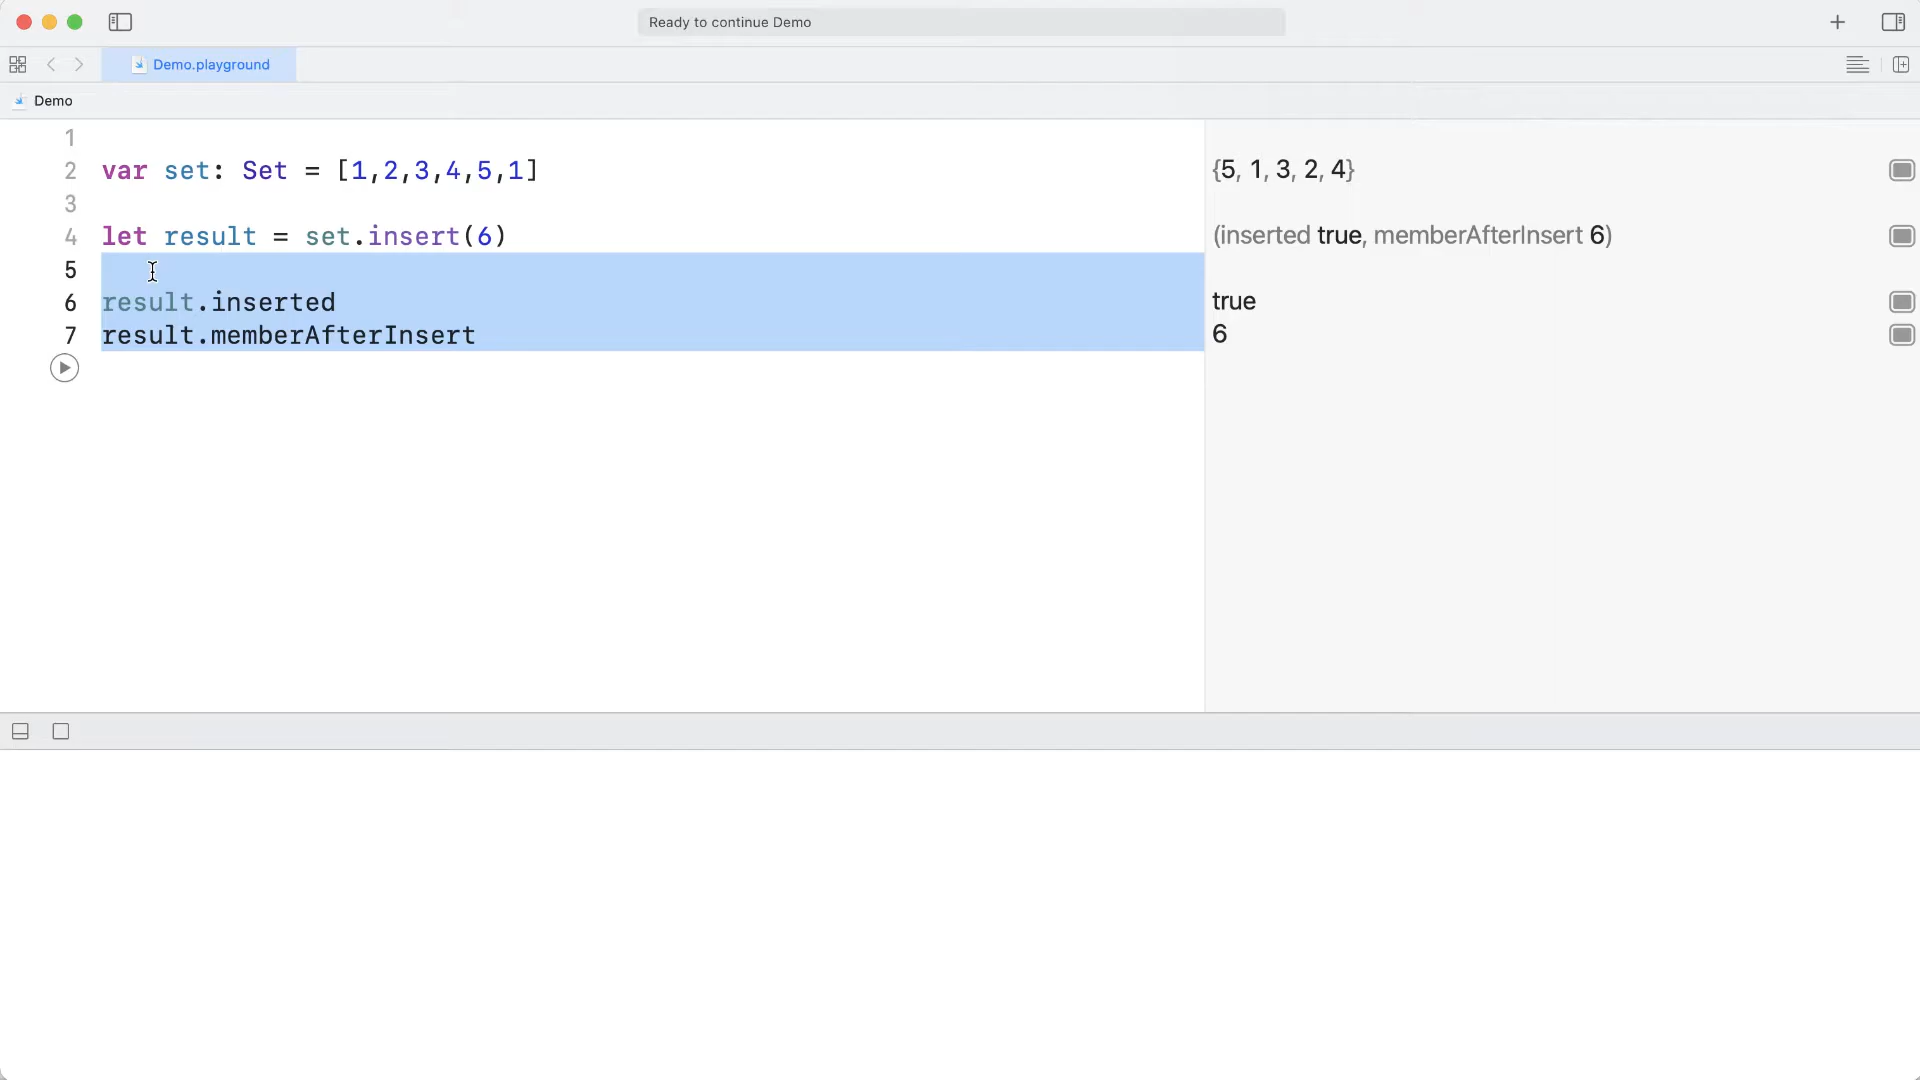 Ready to continue Demo
Demo.playground
Demo
1
2 var set: Set = [1,2,3,4,5,1] {5, 1, 3, 2, 4}
3
4 let result = set.insert(6) (inserted true, memberAfterInsert 6)
5
6 result.inserted true
7 result.memberAfterInsert 6